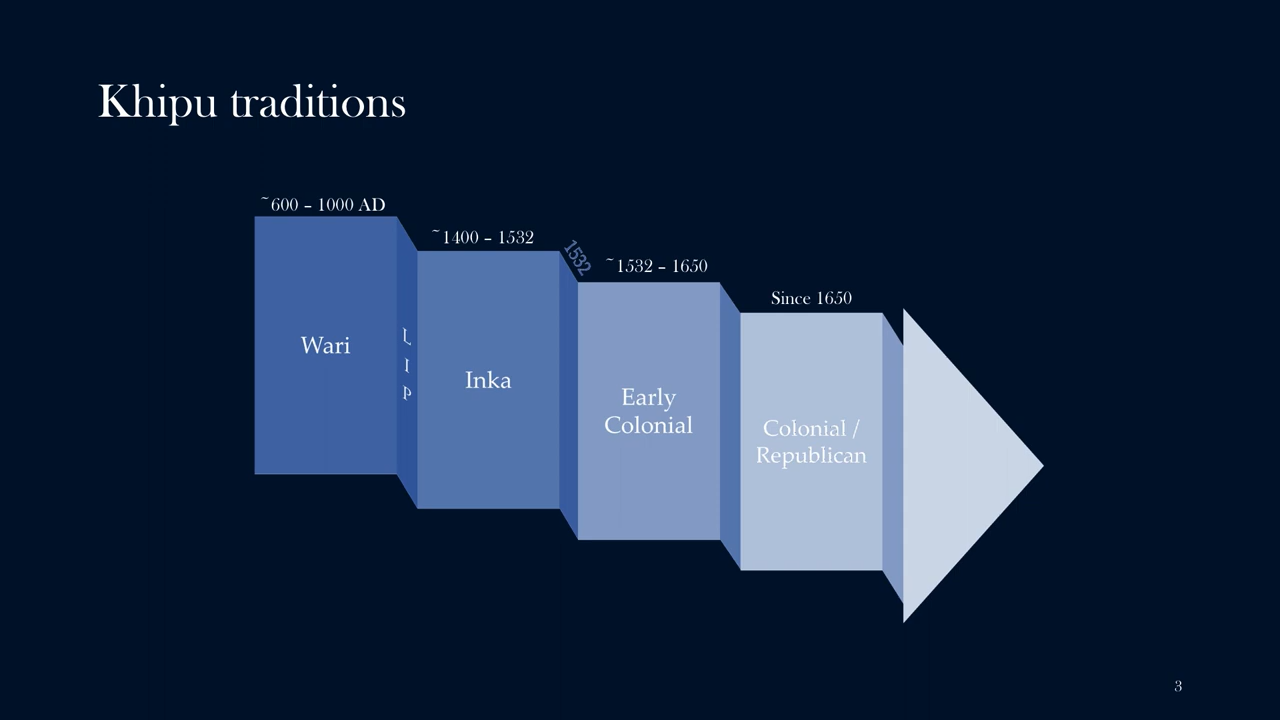 Khipu traditions
~600 – 1000 AD
~1400 – 1532
1532
~1532 – 1650
Since 1650
Wari
L
I
P
Inka
Early
Colonial
Colonial /
Republican
3